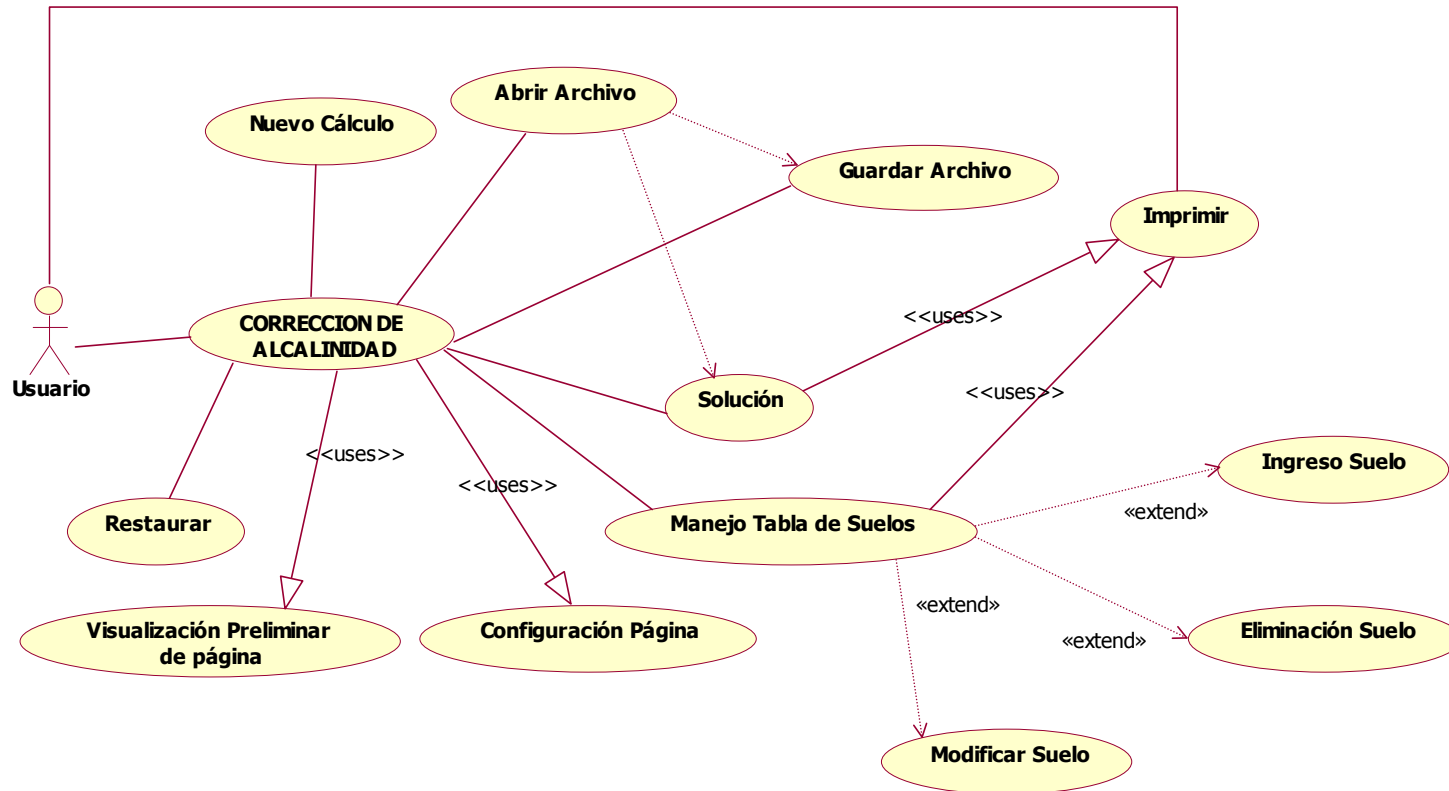 Abrir Archivo
Nuevo Cálculo
Guardar Archivo
Imprimir
CORRECCION DE
ALCALINIDAD
<<uses>>
Usuario
Solución
<<uses>>
<<uses>>
Ingreso Suelo
<<uses>>
«extend»
Restaurar
Manejo Tabla de Suelos
«extend»
Visualización Preliminar
de página
Configuración Página
Eliminación Suelo
«extend»
Modificar Suelo